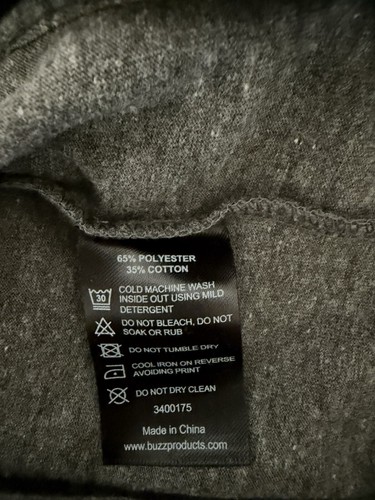 65% POLYESTER
35% COTTON
30
COLD MACHINE WASH
INSIDE OUT USING MILD
DETERGENT
DO NOT BLEACH, DO NOT
SOAK OR RUB
DO NOT TUMBLE DRY
COOL IRON ON REVERSE
AVOIDING PRINT
DO NOT DRY CLEAN
3400175
Made in China
www.buzzproducts.com